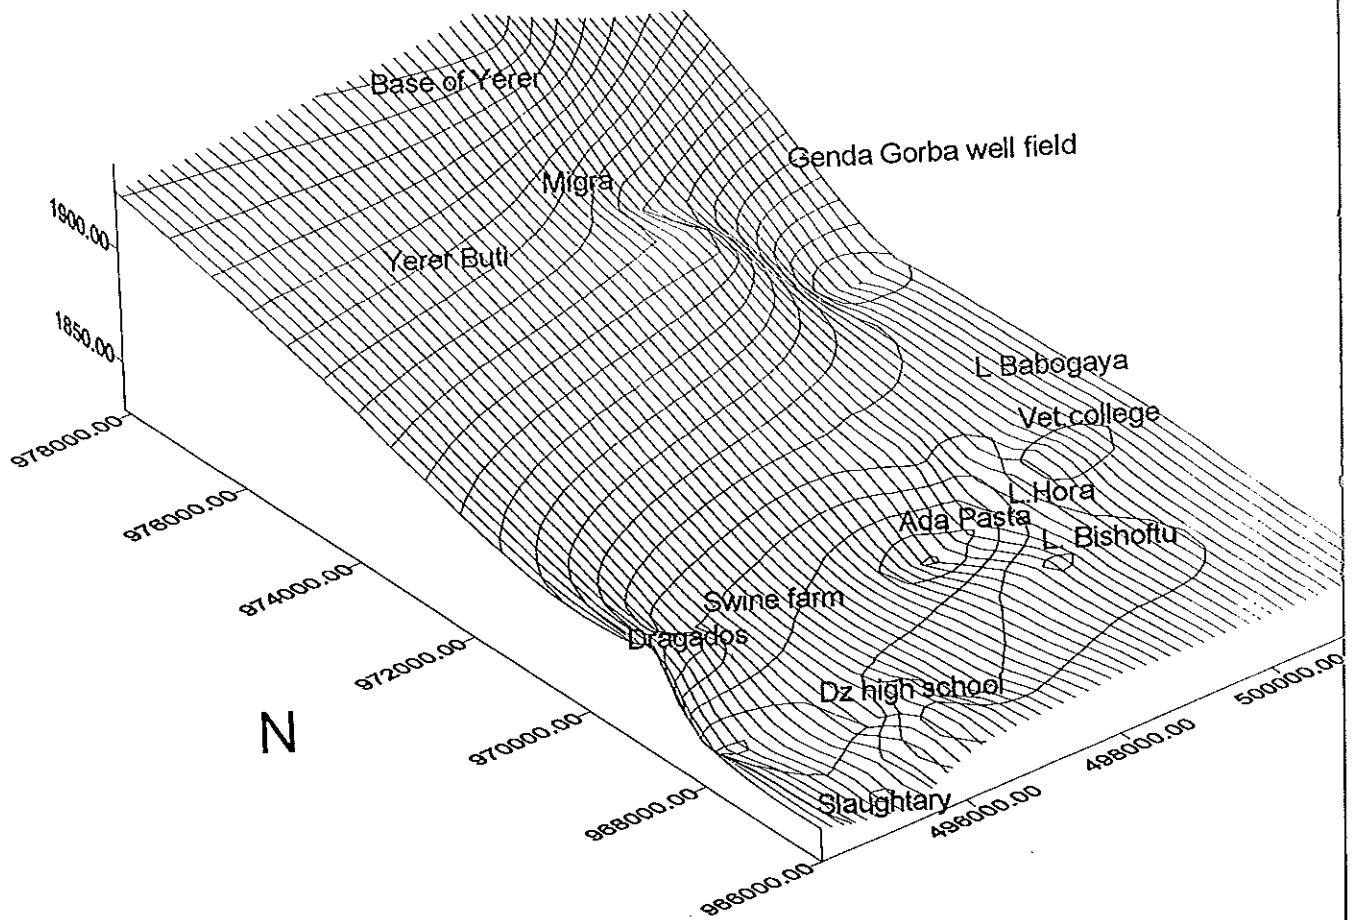 Base of Yerer
Genda Gorba well field
Migra
1900.00
Yerer Buti
1850.00
L Babogaya
Vet.college
978000.00
L.Hora
976000.00
Ada Pasta
L. Bishoftu
974000.00
Swine farm
Dragados
972000.00
Dz high school
500000.00
N
970000.00
498000.00
968000.00
Slaughtary
496000.00
966000.00